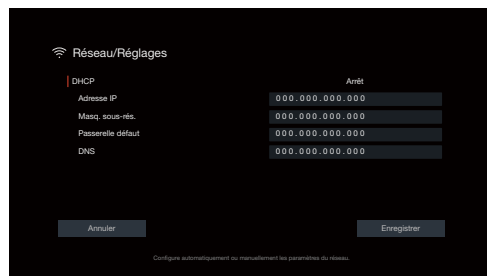 Réseau/Réglages
DHCP Arrêt
Adresse IP 000.000.000.000
Masq. sous-rés. 000.000.000.000
Passerelle défaut 000.000.000.000
DNS 000.000.000.000
Annuler Enregistrer
Configure automatiquement ou manuellement les paramètres du réseau.